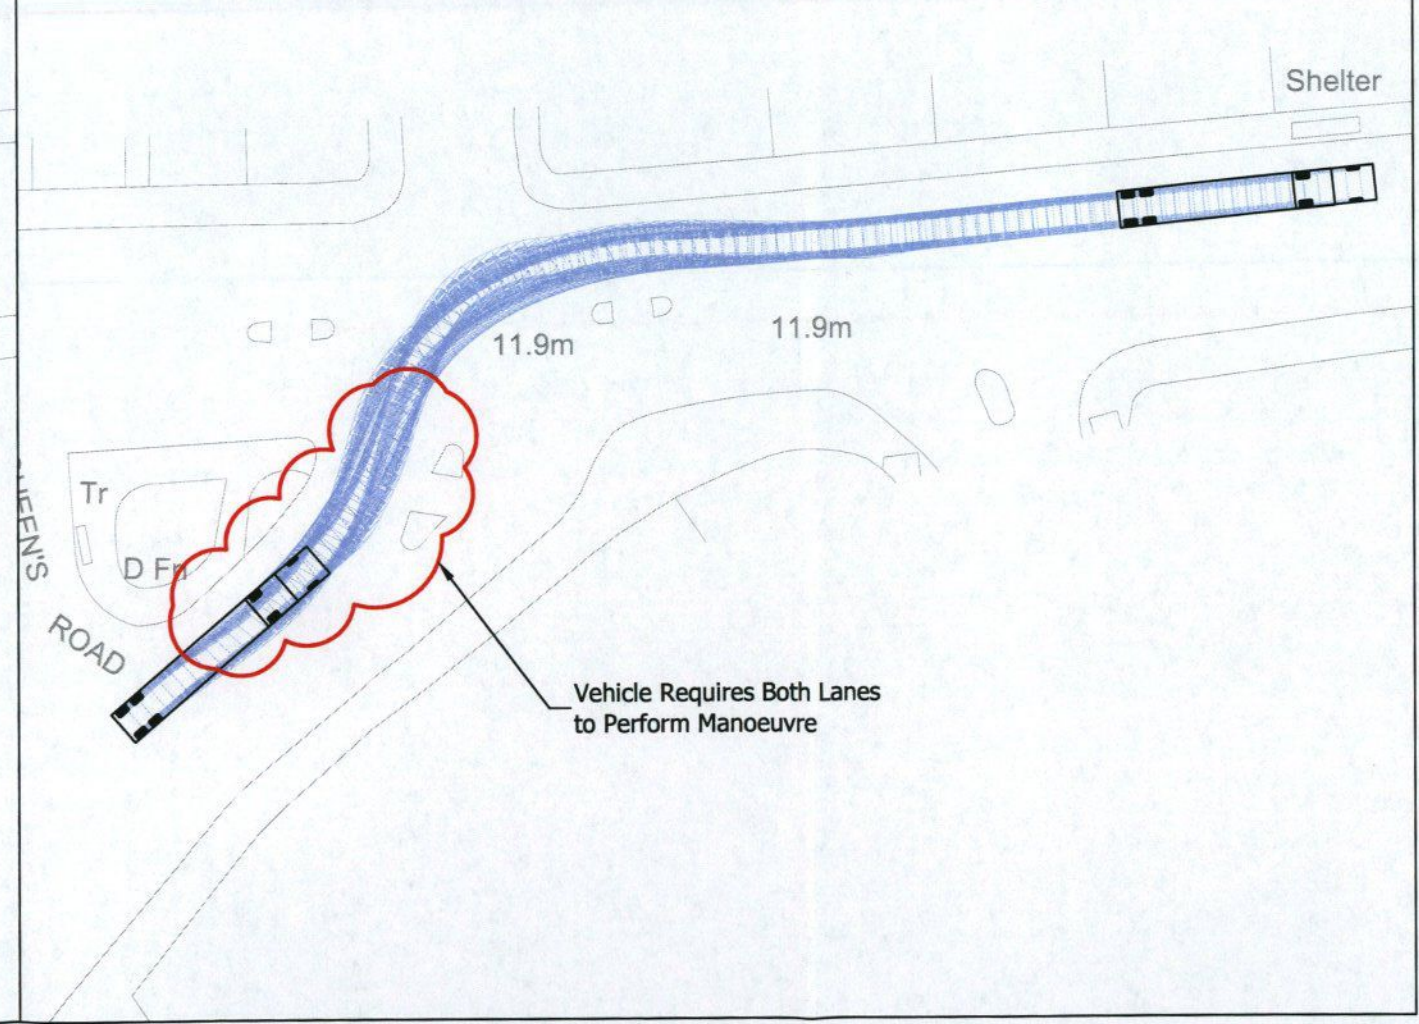 Shelter
11.9m
11.9m
Tr
D Fn
ROAD
Vehicle Requires Both Lanes
to Perform Manoeuvre